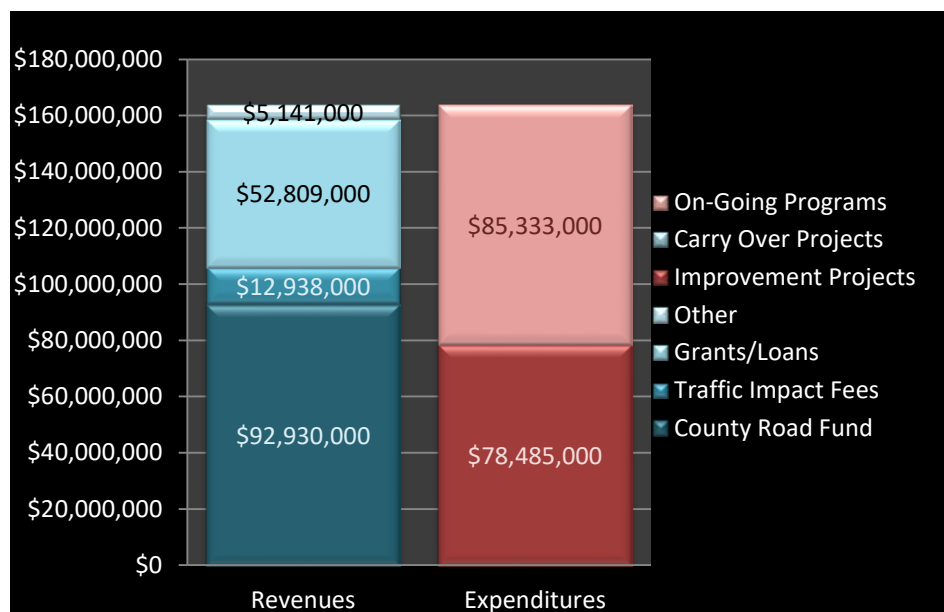 $180,000,000
$160,000,000
$140,000,000
$120,000,000
$100,000,000
$80,000,000
$60,000,000
$40,000,000
$20,000,000
$0
$5,141,000
$52,809,000
$12,938,000
$92,930,000
$85,333,000
$78,485,000
Revenues
Expenditures
On-Going Programs
Carry Over Projects
Improvement Projects
Other
Grants/Loans
Traffic Impact Fees
County Road Fund